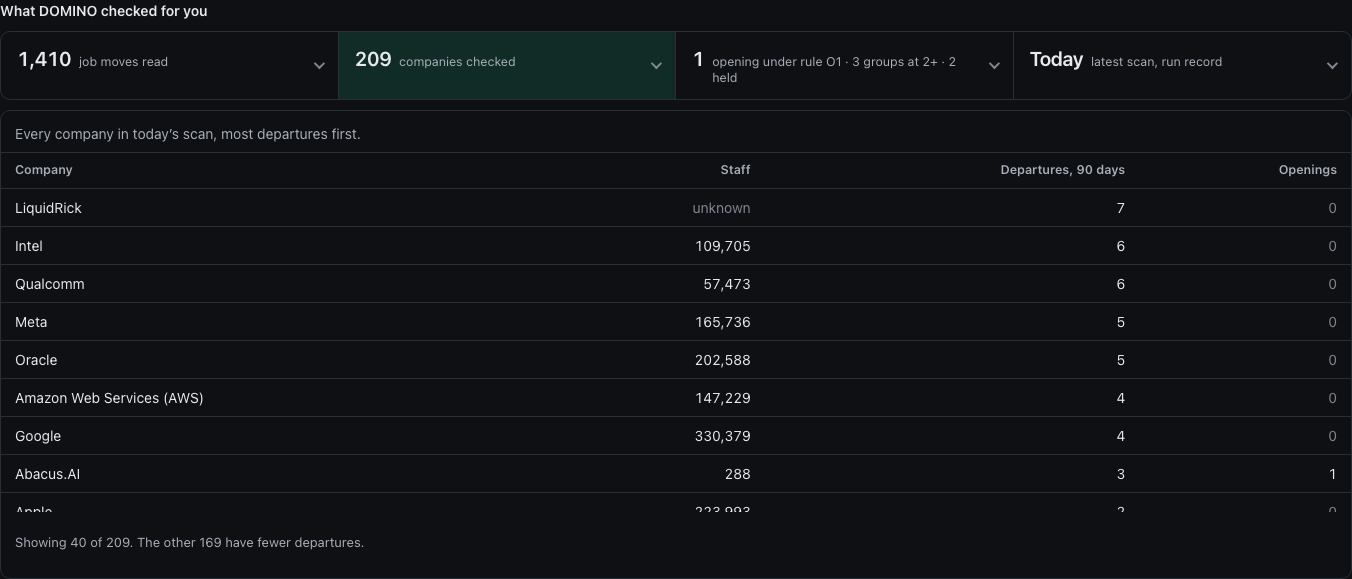 What DOMINO checked for you
1,410 job moves read
209 companies checked
1 opening under rule O1 · 3 groups at 2+ · 2
held
Today latest scan, run record
Every company in today’s scan, most departures first.
Company Staff Departures, 90 days Openings
LiquidRick unknown 7 0
Intel 109,705 6 0
Qualcomm 57,473 6 0
Meta 165,736 5 0
Oracle 202,588 5 0
Amazon Web Services (AWS) 147,229 4 0
Google 330,379 4 0
Abacus.AI 288 3 1
Apple 223,993 2 0
Showing 40 of 209. The other 169 have fewer departures.